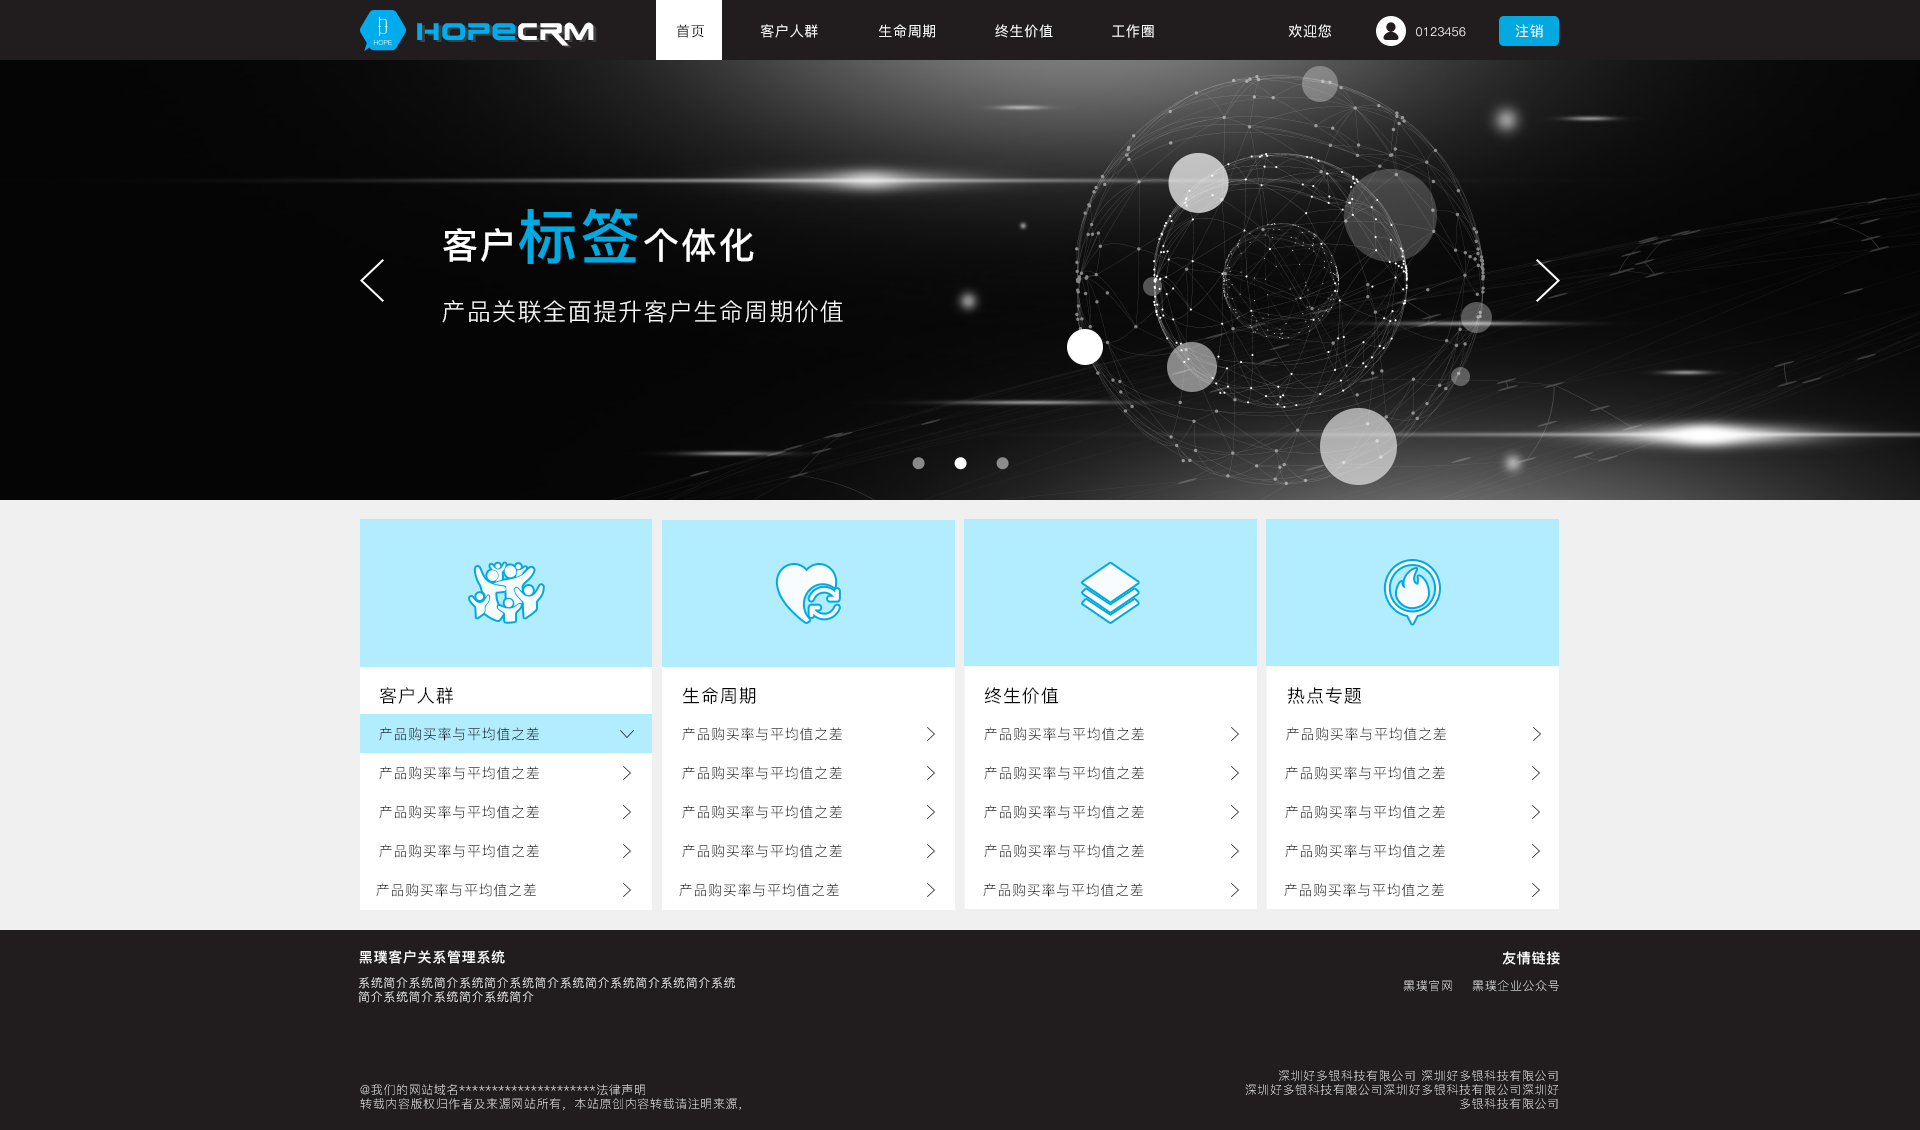 HOPE HOPECRM 首页 客户人群 生命周期 终生价值 工作圈 欢迎您 0123456 注销
客户标签个体化
产品关联全面提升客户生命周期价值
客户人群
产品购买率与平均值之差
产品购买率与平均值之差
产品购买率与平均值之差
产品购买率与平均值之差
产品购买率与平均值之差
生命周期
产品购买率与平均值之差
产品购买率与平均值之差
产品购买率与平均值之差
产品购买率与平均值之差
产品购买率与平均值之差
终生价值
产品购买率与平均值之差
产品购买率与平均值之差
产品购买率与平均值之差
产品购买率与平均值之差
产品购买率与平均值之差
热点专题
产品购买率与平均值之差
产品购买率与平均值之差
产品购买率与平均值之差
产品购买率与平均值之差
产品购买率与平均值之差
黑璞客户关系管理系统
系统简介系统简介系统简介系统简介系统简介系统简介系统简介系统
简介系统简介系统简介系统简介
友情链接
黑璞官网 黑璞企业公众号
@我们的网站域名*********************法律声明
转载内容版权归作者及来源网站所有，本站原创内容转载请注明来源，
深圳好多银科技有限公司 深圳好多银科技有限公司
深圳好多银科技有限公司深圳好多银科技有限公司深圳好
多银科技有限公司